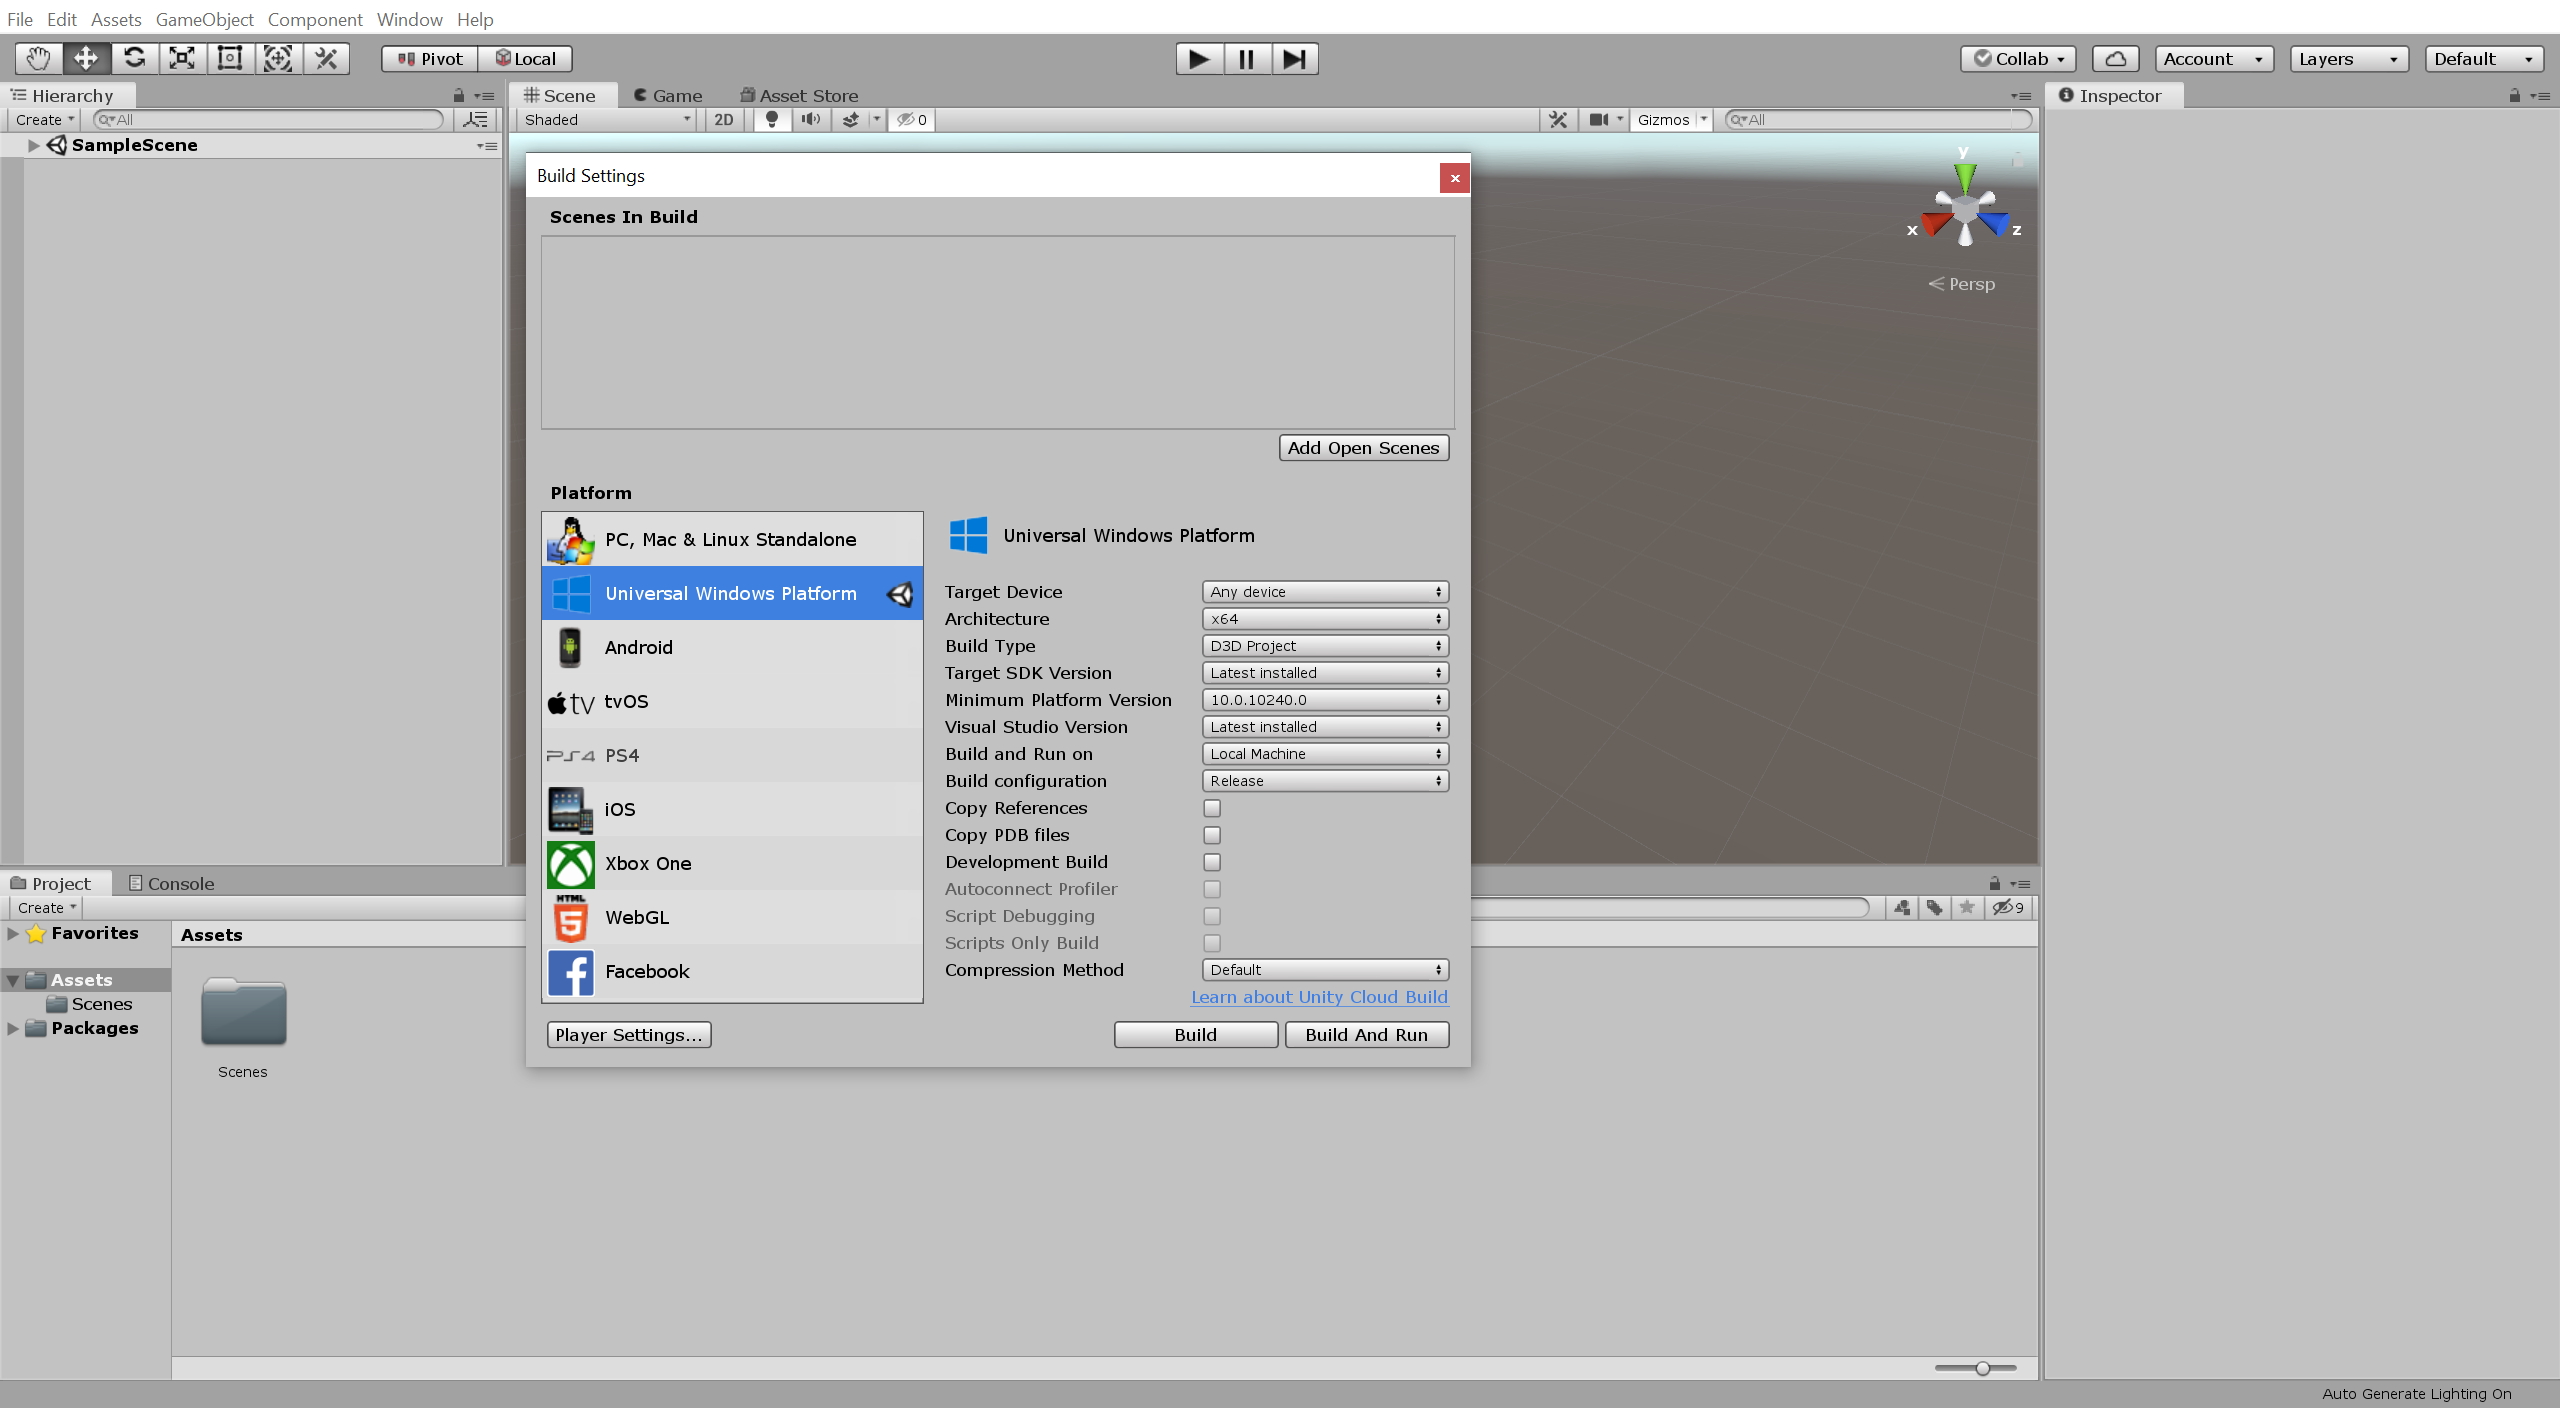 File Edit Assets GameObject Component Window Help
Pivot Local Collab Account Layers Default
Hierarchy Scene Game Asset Store Inspector
Create All Shaded 2D 0 Gizmos All
SampleScene
y
x z
Persp
Build Settings
Scenes In Build
Add Open Scenes
Platform
PC, Mac & Linux Standalone
Universal Windows Platform
Android
tv tvOS
PS4 PS4
iOS
Xbox One
HTML
5 WebGL
f Facebook
Player Settings...
Universal Windows Platform
Target Device Any device
Architecture x64
Build Type D3D Project
Target SDK Version Latest installed
Minimum Platform Version 10.0.10240.0
Visual Studio Version Latest installed
Build and Run on Local Machine
Build configuration Release
Copy References
Copy PDB files
Development Build
Autoconnect Profiler
Script Debugging
Scripts Only Build
Compression Method Default
Learn about Unity Cloud Build
Build Build And Run
Project Console
Create 9
Favorites
Assets
Scenes
Packages
Assets
Scenes
Auto Generate Lighting On